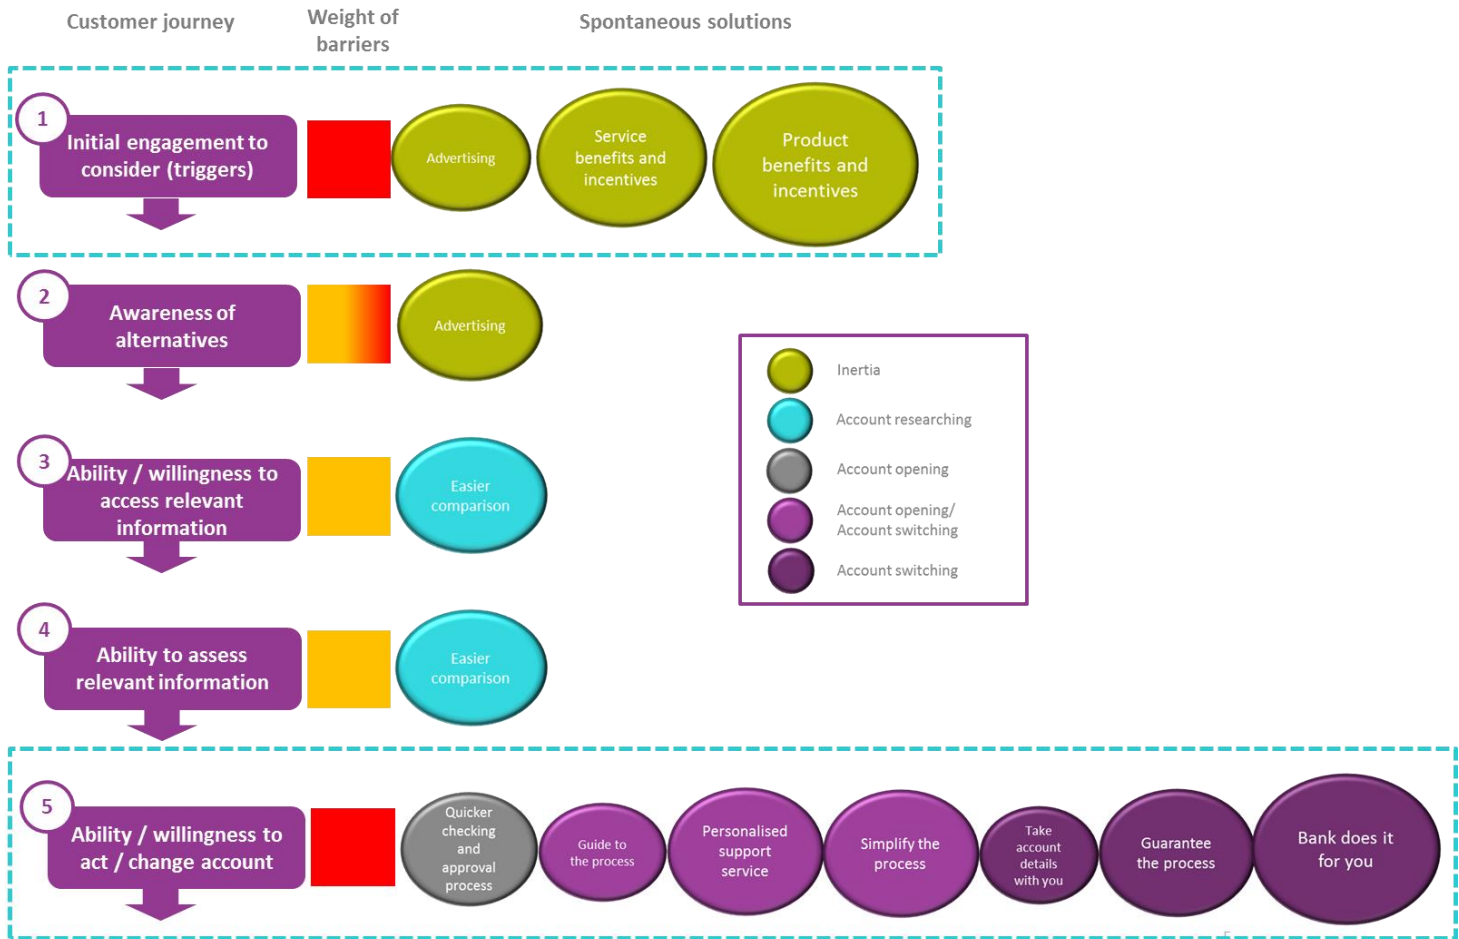 Customer journey
Weight of
barriers
Spontaneous solutions
1
Initial engagement to
consider (triggers)
Advertising
Service
benefits and
incentives
Product
benefits and
incentives
2
Awareness of
alternatives
Advertising
3
Ability / willingness to
access relevant
information
Easier
comparison
Inertia
Account researching
Account opening
Account opening/
Account switching
Account switching
4
Ability to assess
relevant information
Easier
comparison
5
Ability / willingness to
act / change account
Quicker
checking
and
approval
process
Guide to
the process
Personalised
support
service
Simplify the
process
Take
account
details
with you
Guarantee
the process
Bank does it
for you